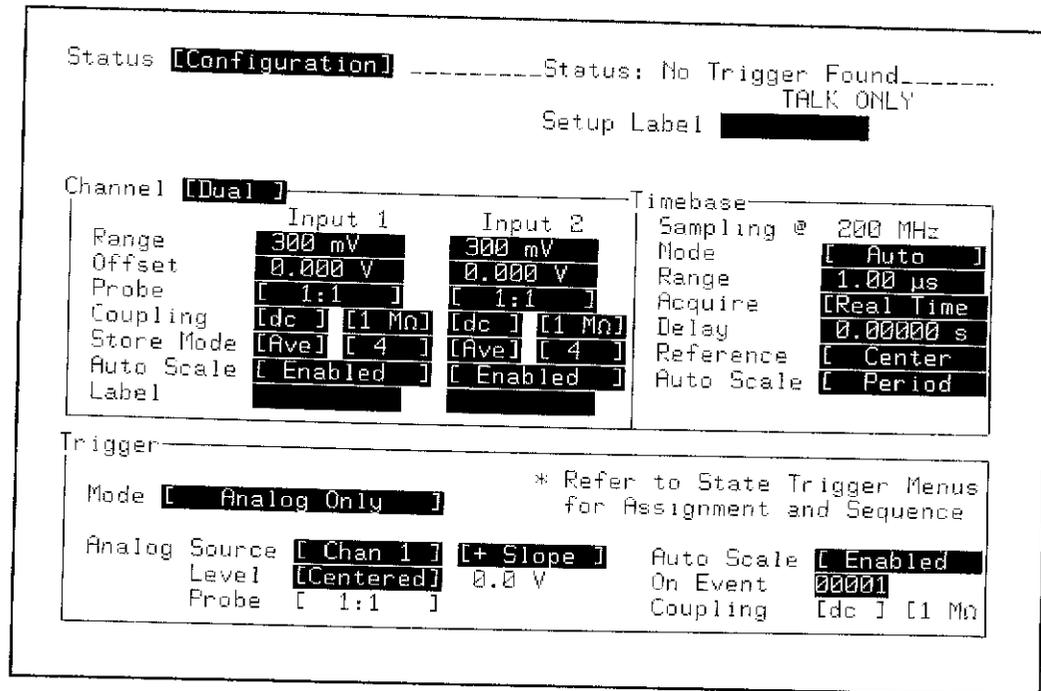 Status [Configuration] _________Status: No Trigger Found______
TALK ONLY
Setup Label
Channel [Dual ]
Input 1 Input 2
Range 300 mV 300 mV
Offset 0.000 V 0.000 V
Probe [ 1:1 ] [ 1:1 ]
Coupling [dc ] [1 MΩ] [dc ] [1 MΩ]
Store Mode [Ave] [ 4 ] [Ave] [ 4 ]
Auto Scale [ Enabled ] [ Enabled ]
Label
Timebase
Sampling @ 200 MHz
Mode [ Auto ]
Range 1.00 µs
Acquire [Real Time
Delay 0.00000 s
Reference [ Center
Auto Scale [ Period
Trigger
Mode [ Analog Only ]
* Refer to State Trigger Menus
for Assignment and Sequence
Analog Source [ Chan 1 ] [+ Slope ]
Level [Centered] 0.0 V
Probe [ 1:1 ]
Auto Scale [ Enabled
On Event 00001
Coupling [dc ] [1 MΩ